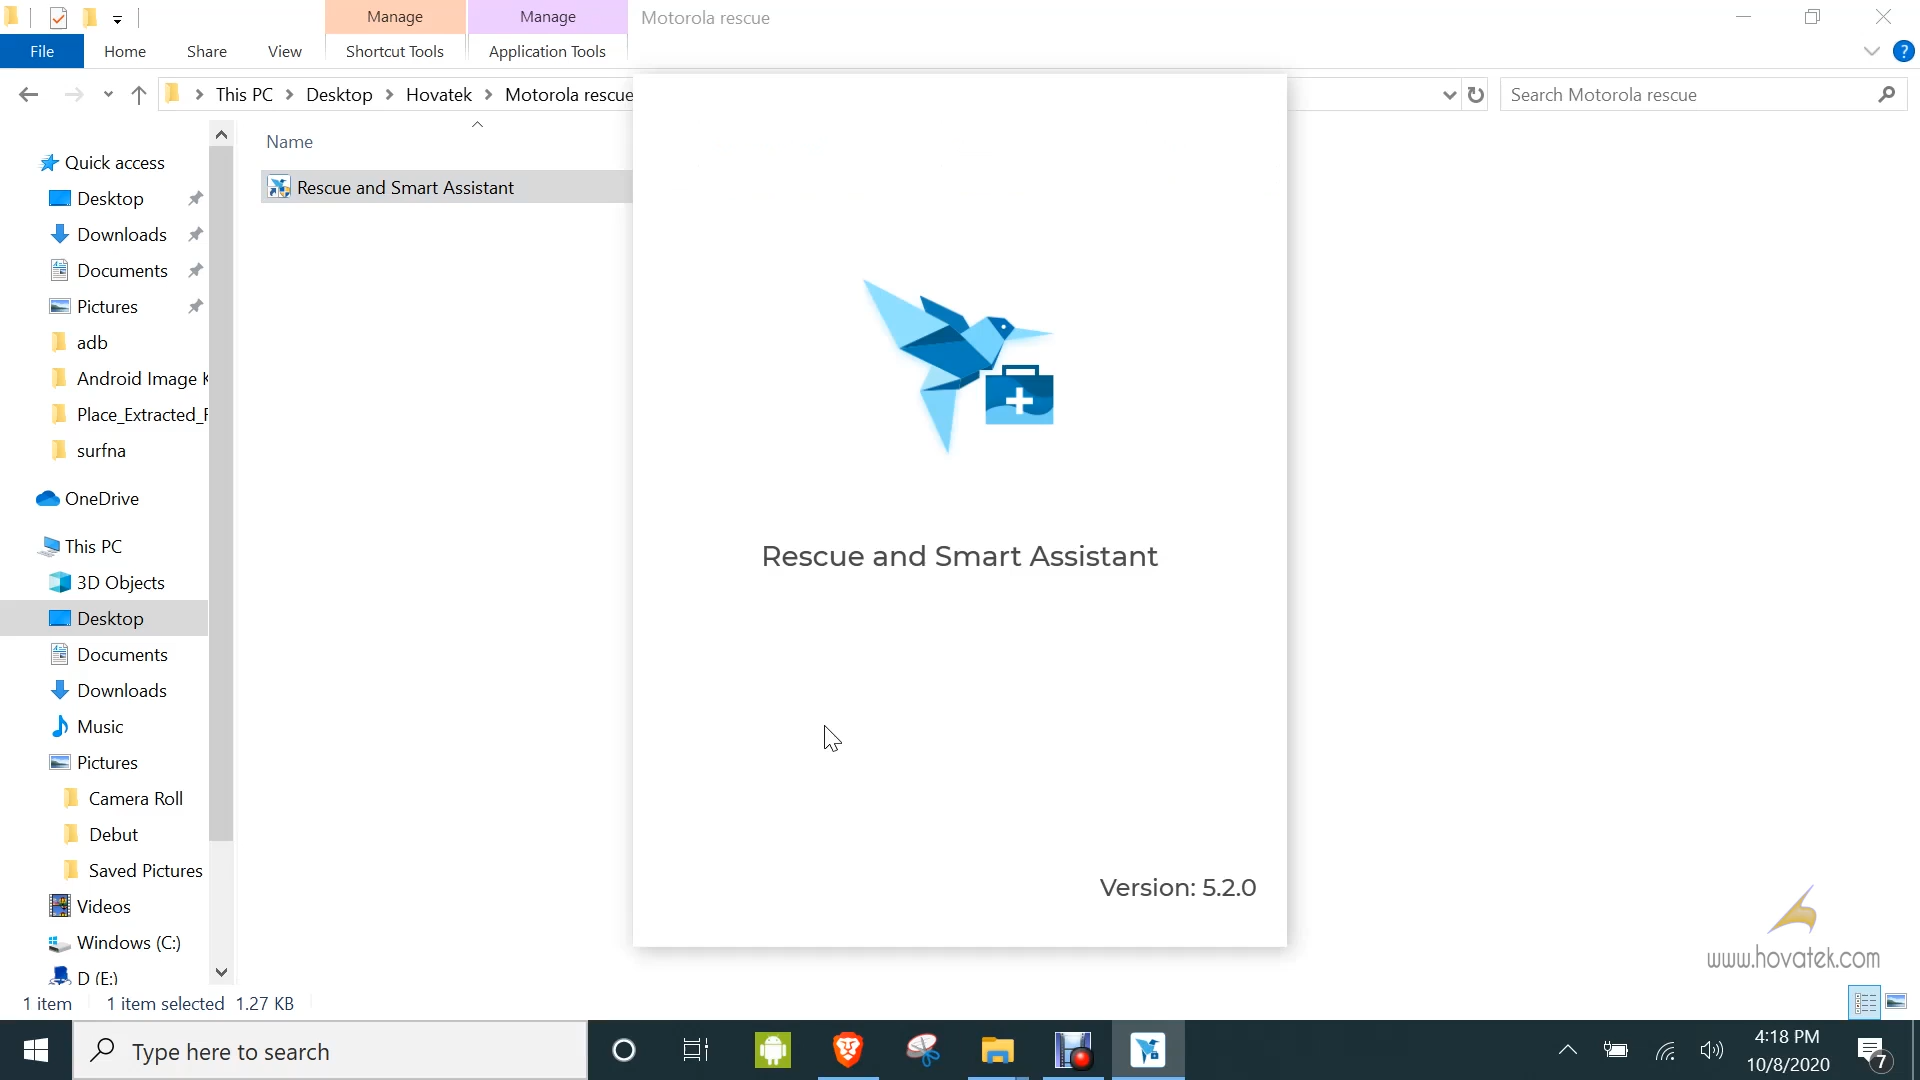 Manage
Manage
Motorola rescue
File
Home
Share
View
Shortcut Tools
Application Tools
This PC
Desktop
Hovatek
Motorola rescue
Search Motorola rescue
Name
Rescue and Smart Assistant
Quick access
Desktop
Downloads
Documents
Pictures
adb
Android Image K
Place_Extracted_F
surfna
OneDrive
This PC
3D Objects
Desktop
Documents
Downloads
Music
Pictures
Camera Roll
Debut
Saved Pictures
Videos
Windows (C:)
D (E:)
Rescue and Smart Assistant
Version: 5.2.0
www.hovatek.com
1 item
1 item selected 1.27 KB
Type here to search
4:18 PM
10/8/2020
7